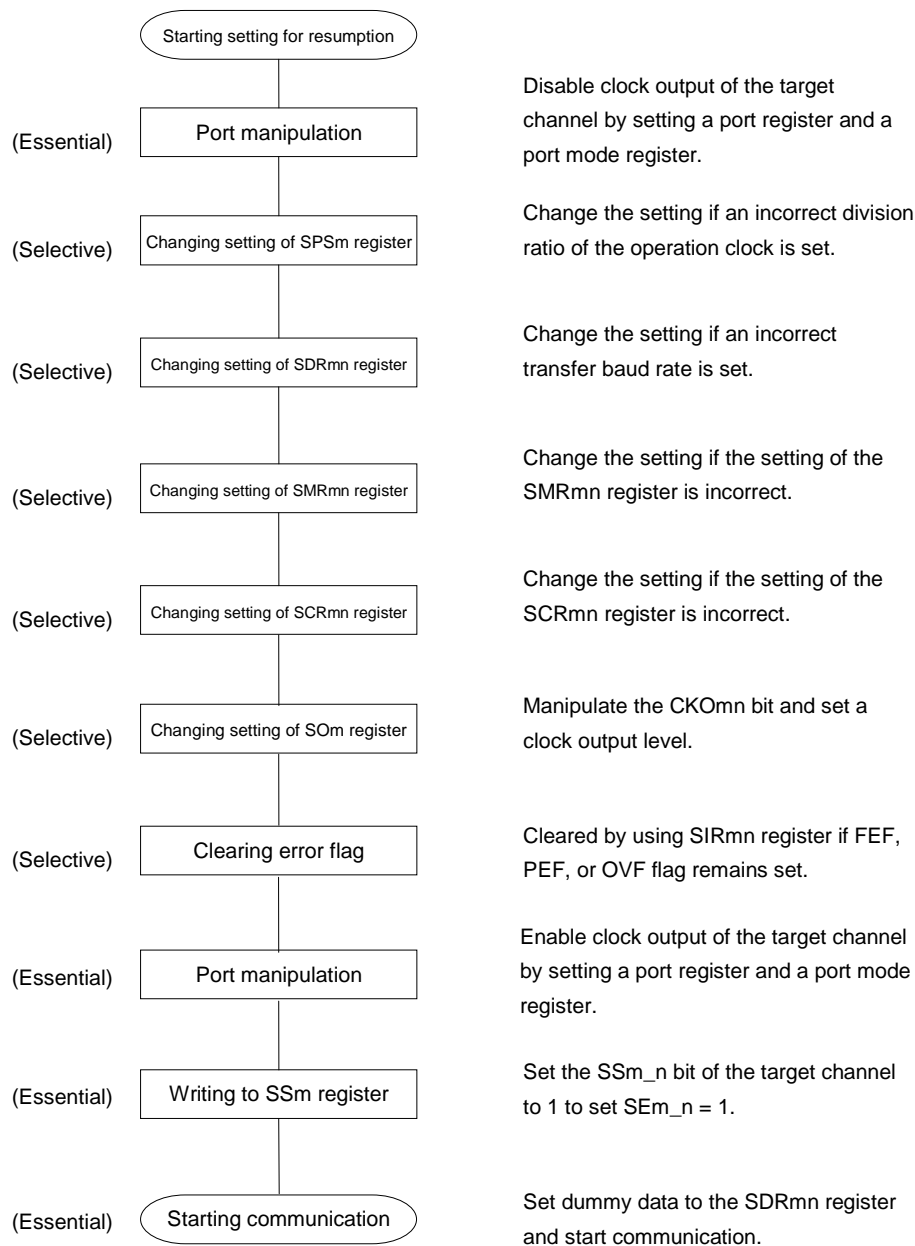 Starting setting for resumption
(Essential)
Port manipulation
Disable clock output of the target
channel by setting a port register and a
port mode register.
(Selective)
Changing setting of SPSm register
Change the setting if an incorrect division
ratio of the operation clock is set.
(Selective)
Changing setting of SDRmn register
Change the setting if an incorrect
transfer baud rate is set.
(Selective)
Changing setting of SMRmn register
Change the setting if the setting of the
SMRmn register is incorrect.
(Selective)
Changing setting of SCRmn register
Change the setting if the setting of the
SCRmn register is incorrect.
(Selective)
Changing setting of SOm register
Manipulate the CKOmn bit and set a
clock output level.
(Selective)
Clearing error flag
Cleared by using SIRmn register if FEF,
PEF, or OVF flag remains set.
(Essential)
Port manipulation
Enable clock output of the target channel
by setting a port register and a port mode
register.
(Essential)
Writing to SSm register
Set the SSm_n bit of the target channel
to 1 to set SEm_n = 1.
(Essential)
Starting communication
Set dummy data to the SDRmn register
and start communication.